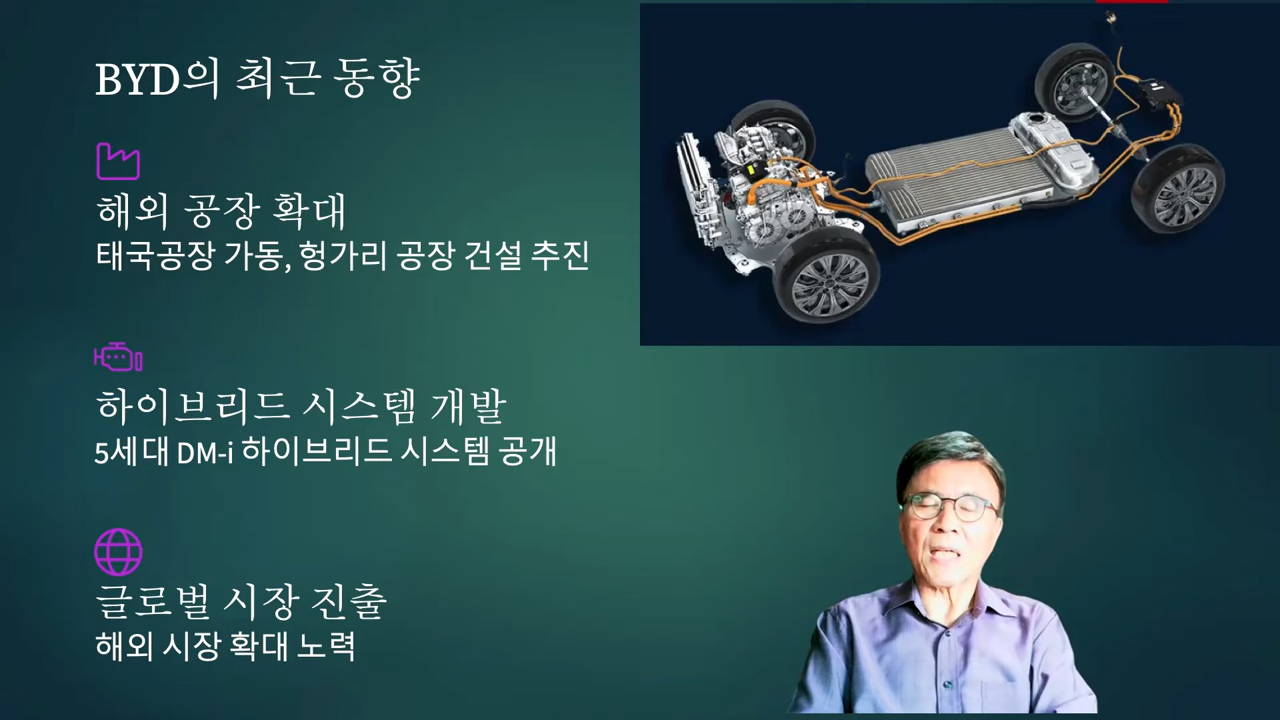 BYD의 최근 동향
해외 공장 확대
태국공장 가동, 헝가리 공장 건설 추진
하이브리드 시스템 개발
5세대 DM-i 하이브리드 시스템 공개
글로벌 시장 진출
해외 시장 확대 노력